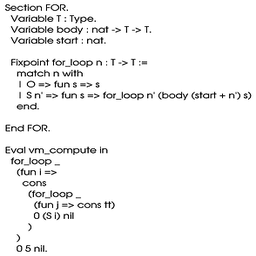 Section FOR.
Variable T : Type.
Variable body : nat -> T -> T.
Variable start : nat.
Fixpoint for_loop n : T -> T :=
match n with
| O => fun s => s
| S n' => fun s => for_loop n' (body (start + n') s)
end.
End FOR.
Eval vm_compute in
for_loop _
(fun i =>
cons
(for_loop _
(fun j => cons tt)
0 (S i) nil
)
)
0 5 nil.